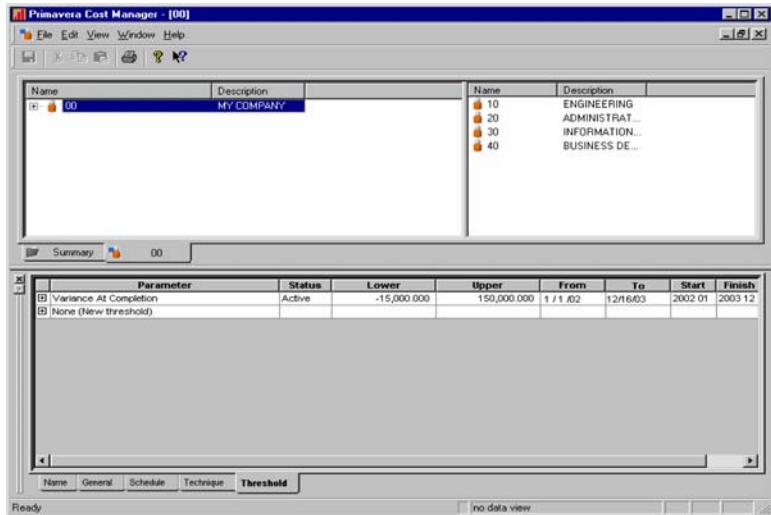 Primavera Cost Manager - [00]
File Edit View Window Help
Name Description
00 MY COMPANY
Name Description
10 ENGINEERING
20 ADMINISTRAT...
30 INFORMATION...
40 BUSINESS DE...
Summary 00
Parameter Status Lower Upper From To Start Finish
Variance At Completion Active -15,000.000 150,000.000 1 / 1 /02 12/16/03 2002 01 2003 12
None (New threshold)
Name General Schedule Technique Threshold
Ready no data view